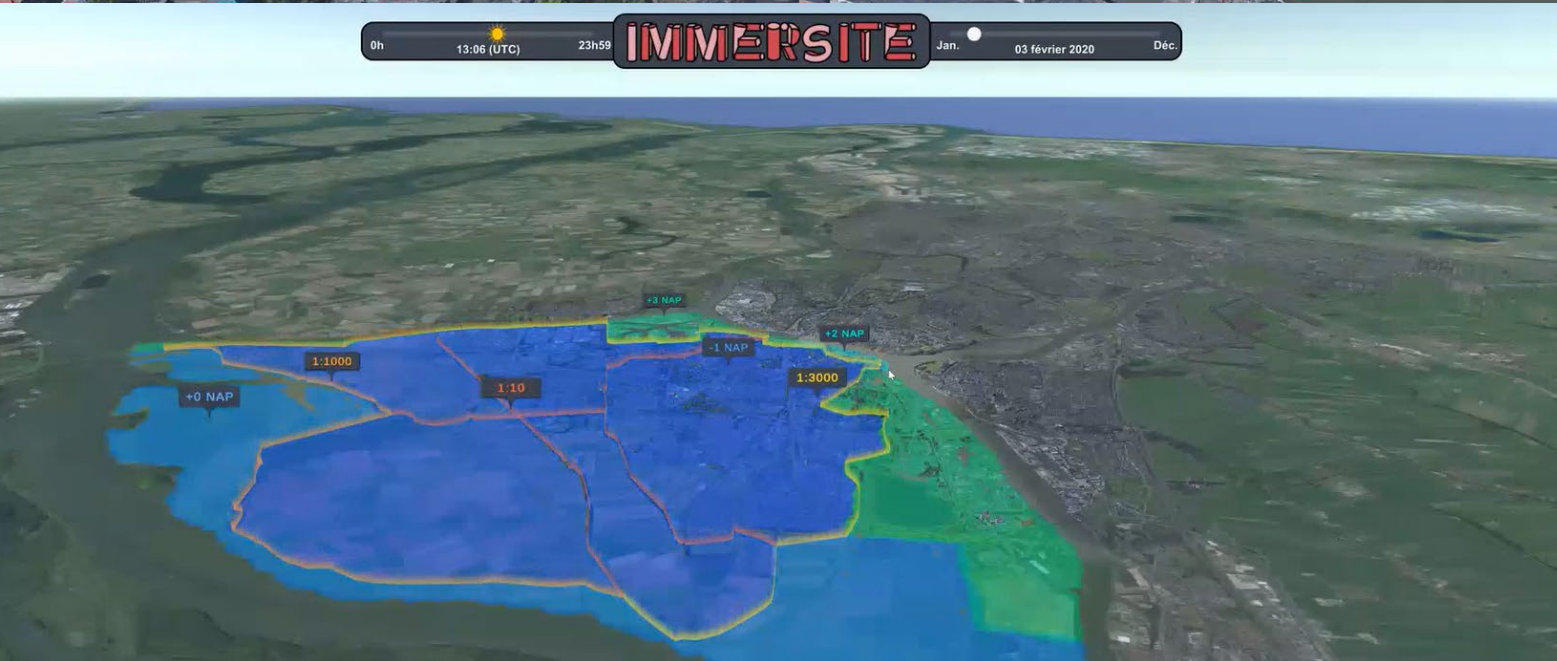 IMMERSITE
0h
13:06 (UTC)
23h59
Jan.
03 février 2020
Déc.
+3 NAP
+2 NAP
-1 NAP
1:1000
1:3000
1:10
+0 NAP